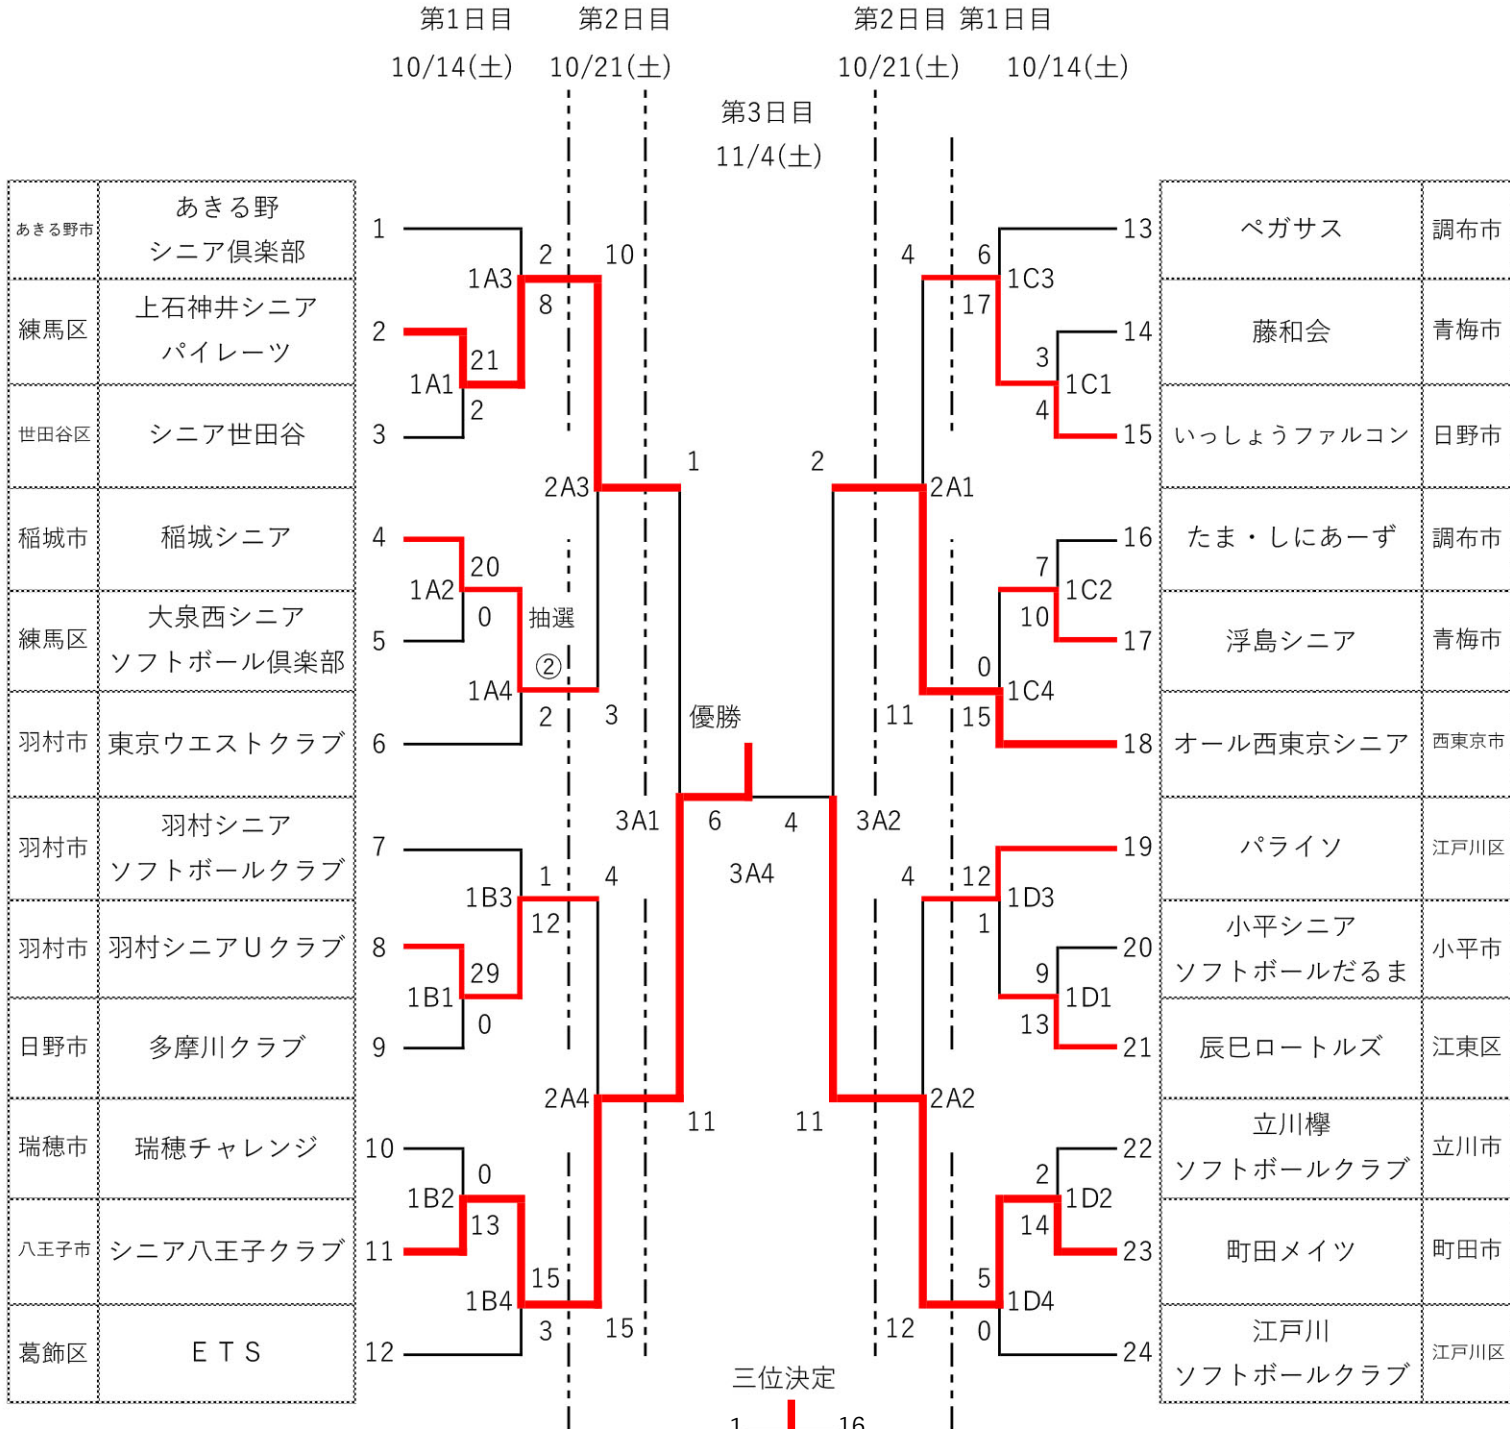 第1日目 第2日目 第2日目 第1日目
10/14(土) 10/21(土) 10/21(土) 10/14(土)
第3日目
11/4(土)
あきる野市 あきる野 シニア倶楽部 1
練馬区 上石神井シニア パイレーツ 2
世田谷区 シニア世田谷 3
稲城市 稲城シニア 4
練馬区 大泉西シニア ソフトボール倶楽部 5
羽村市 東京ウエストクラブ 6
羽村市 羽村シニア ソフトボールクラブ 7
羽村市 羽村シニアUクラブ 8
日野市 多摩川クラブ 9
瑞穂市 瑞穂チャレンジ 10
八王子市 シニア八王子クラブ 11
葛飾区 ETS 12
1A3 2 8 10
1A1 21 2
2A3 1
1A2 20 0
抽選
②
1A4 2 3
1B3 1 12 4
1B1 29 0
2A4 11
1B2 0 13
1B4 15 3 15
優勝
3A1 6 4 3A2
3A4
4 6 1C3
17
3 1C1
4
2 2A1
7 1C2
10
0 1C4
11 15
4 12 1D3
1
9 1D1
13
11 2A2
2 1D2
14
5 1D4
12 0
13 ペガサス 調布市
14 藤和会 青梅市
15 いっしょうファルコン 日野市
16 たま・しにあーず 調布市
17 浮島シニア 青梅市
18 オール西東京シニア 西東京市
19 パライソ 江戸川区
20 小平シニア ソフトボールだるま 小平市
21 辰巳ロートルズ 江東区
22 立川欅 ソフトボールクラブ 立川市
23 町田メイツ 町田市
24 江戸川 ソフトボールクラブ 江戸川区
三位決定
1 16